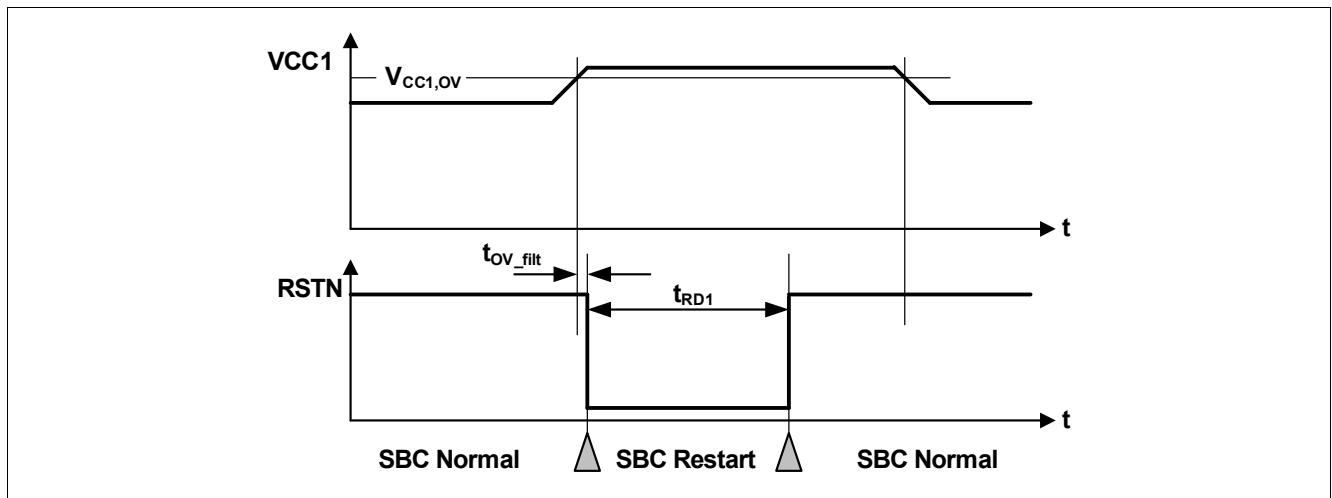 VCC1
VCC1,OV
t
tOV_filt
RSTN
tRD1
t
SBC Normal
SBC Restart
SBC Normal